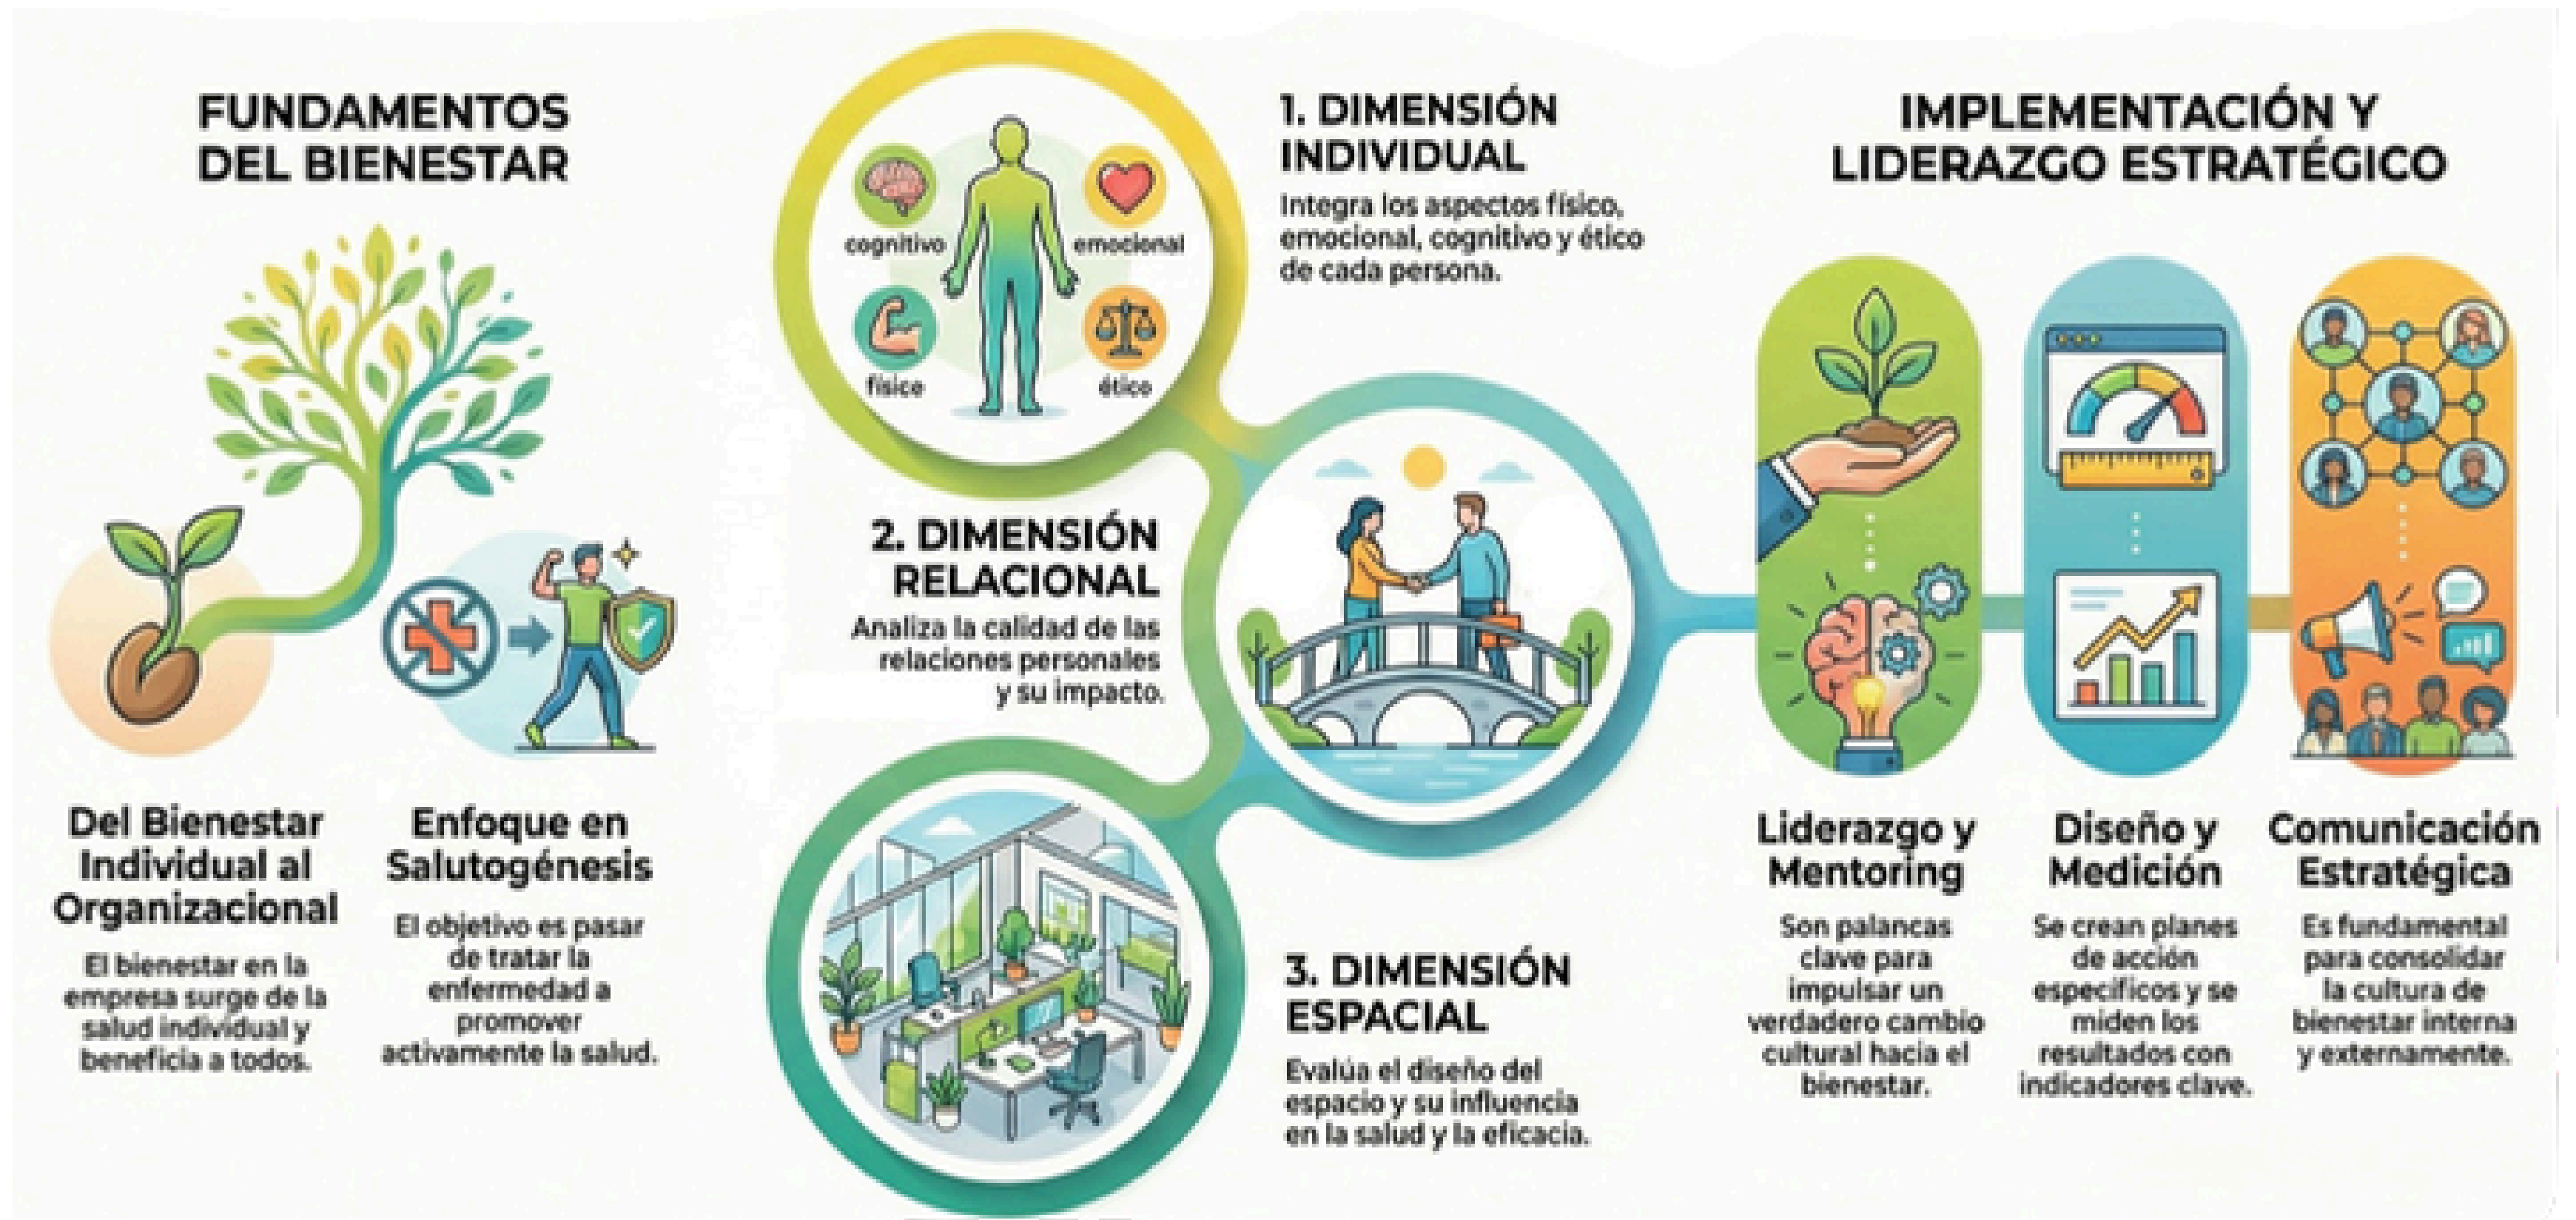 FUNDAMENTOS
DEL BIENESTAR
Del Bienestar
Individual al
Organizacional
El bienestar en la
empresa surge de la
salud individual y
beneficia a todos.
Enfoque en
Salutogénesis
El objetivo es pasar
de tratar la
enfermedad a
promover
activamente la salud.
cognitivo
emocional
físico
ético
1. DIMENSIÓN
INDIVIDUAL
Integra los aspectos físico,
emocional, cognitivo y ético
de cada persona.
2. DIMENSIÓN
RELACIONAL
Analiza la calidad de las
relaciones personales
y su impacto.
3. DIMENSIÓN
ESPACIAL
Evalúa el diseño del
espacio y su influencia
en la salud y la eficacia.
IMPLEMENTACIÓN Y
LIDERAZGO ESTRATÉGICO
Liderazgo y
Mentoring
Son palancas
clave para
impulsar un
verdadero cambio
cultural hacia el
bienestar.
Diseño y
Medición
Se crean planes
de acción
específicos y se
miden los
resultados con
indicadores clave.
Comunicación
Estratégica
Es fundamental
para consolidar
la cultura de
bienestar interna
y externamente.